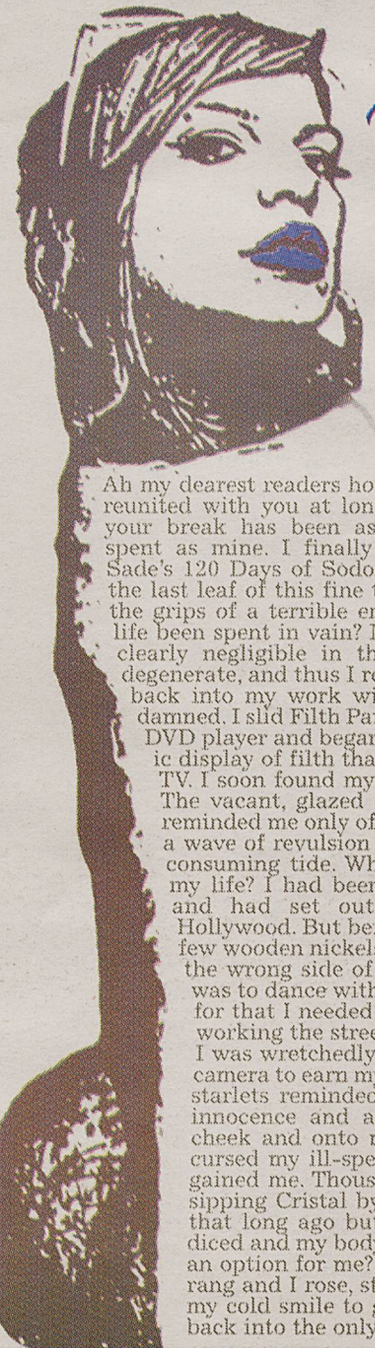 Ah my dearest readers ho
reunited with you at lon
your break has been as
spent as mine. I finally
Sade's 120 Days of Sodo
the last leaf of this fine t
the grips of a terrible en
life been spent in vain?
clearly negligible in th
degenerate, and thus I re
back into my work wi
damned. I slid Filth Pa
DVD player and began
ic display of filth tha
TV. I soon found my
The vacant, glazed
reminded me only of
a wave of revulsion
consuming tide. Wh
my life? I had been
and had set out
Hollywood. But be
few wooden nickels
the wrong side of
was to dance with
for that I needed
working the stree
I was wretchedly
camera to earn my
starlets reminded
innocence and a
cheek and onto
cursed my ill-spe
gained me. Thous
sipping Cristal by
that long ago but
diced and my body
an option for me?
rang and I rose, st
my cold smile to
back into the only